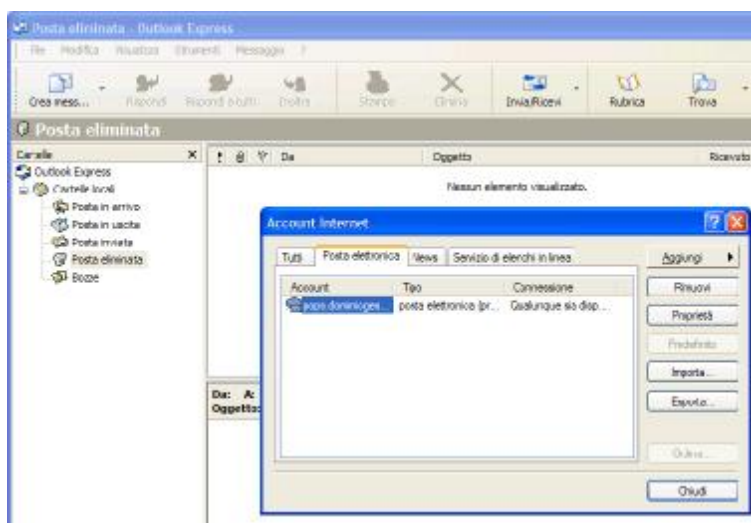 Posta eliminata - Outlook Express
File Modifica Visualizza Strumenti Messaggio ?
Crea mess... Rispondi Rispondi a tutti Inoltra Stampa Elimina Invia/Ricevi Rubrica Trova
Posta eliminata
Cartelle
Outlook Express
Cartelle locali
Posta in arrivo
Posta in uscita
Posta inviata
Posta eliminata
Bozze
! Da Oggetto Ricevuto
Nessun elemento visualizzato.
Da: A:
Oggetto:
Account Internet
Tutti Posta elettronica News Servizio di elenchi in linea
Account Tipo Connessione
posta elettronica (pr... Qualunque sia disp...
Aggiungi
Rimuovi
Proprietà
Predefinito
Importa...
Esporta...
Ordina...
Chiudi